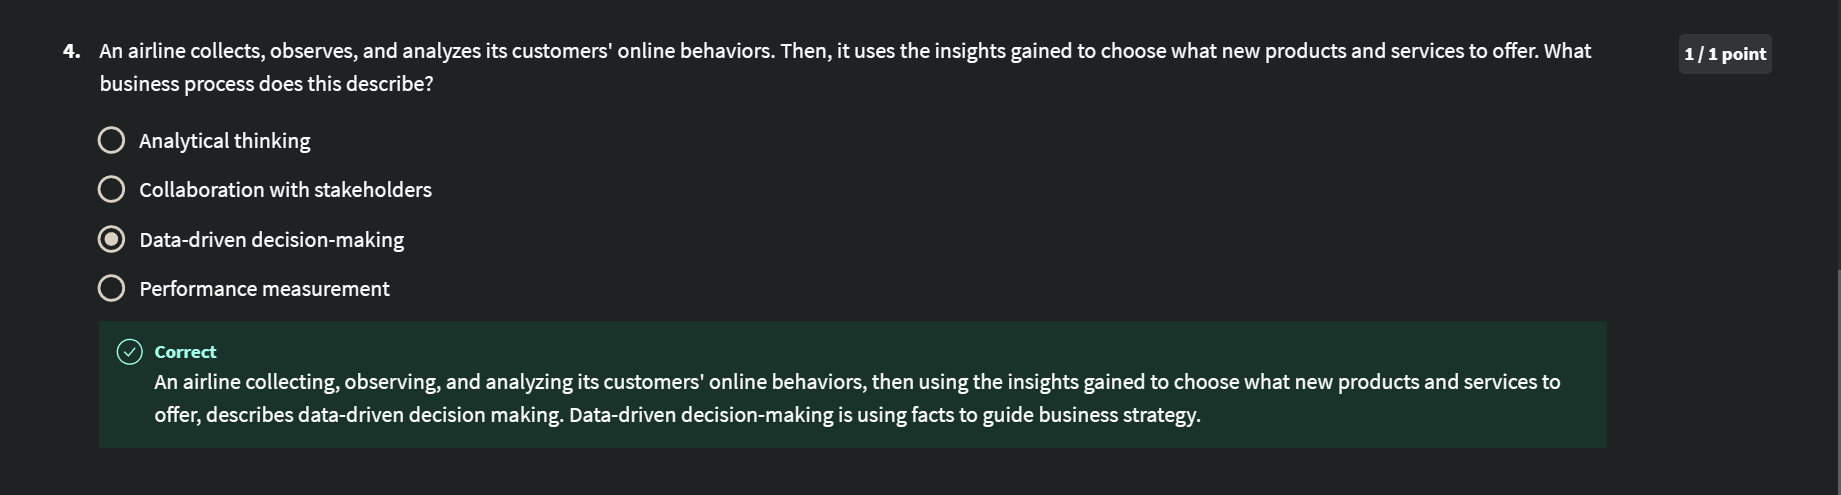 4. An airline collects, observes, and analyzes its customers' online behaviors. Then, it uses the insights gained to choose what new products and services to offer. What
business process does this describe?
1 / 1 point
Analytical thinking
Collaboration with stakeholders
Data-driven decision-making
Performance measurement
Correct
An airline collecting, observing, and analyzing its customers' online behaviors, then using the insights gained to choose what new products and services to
offer, describes data-driven decision making. Data-driven decision-making is using facts to guide business strategy.